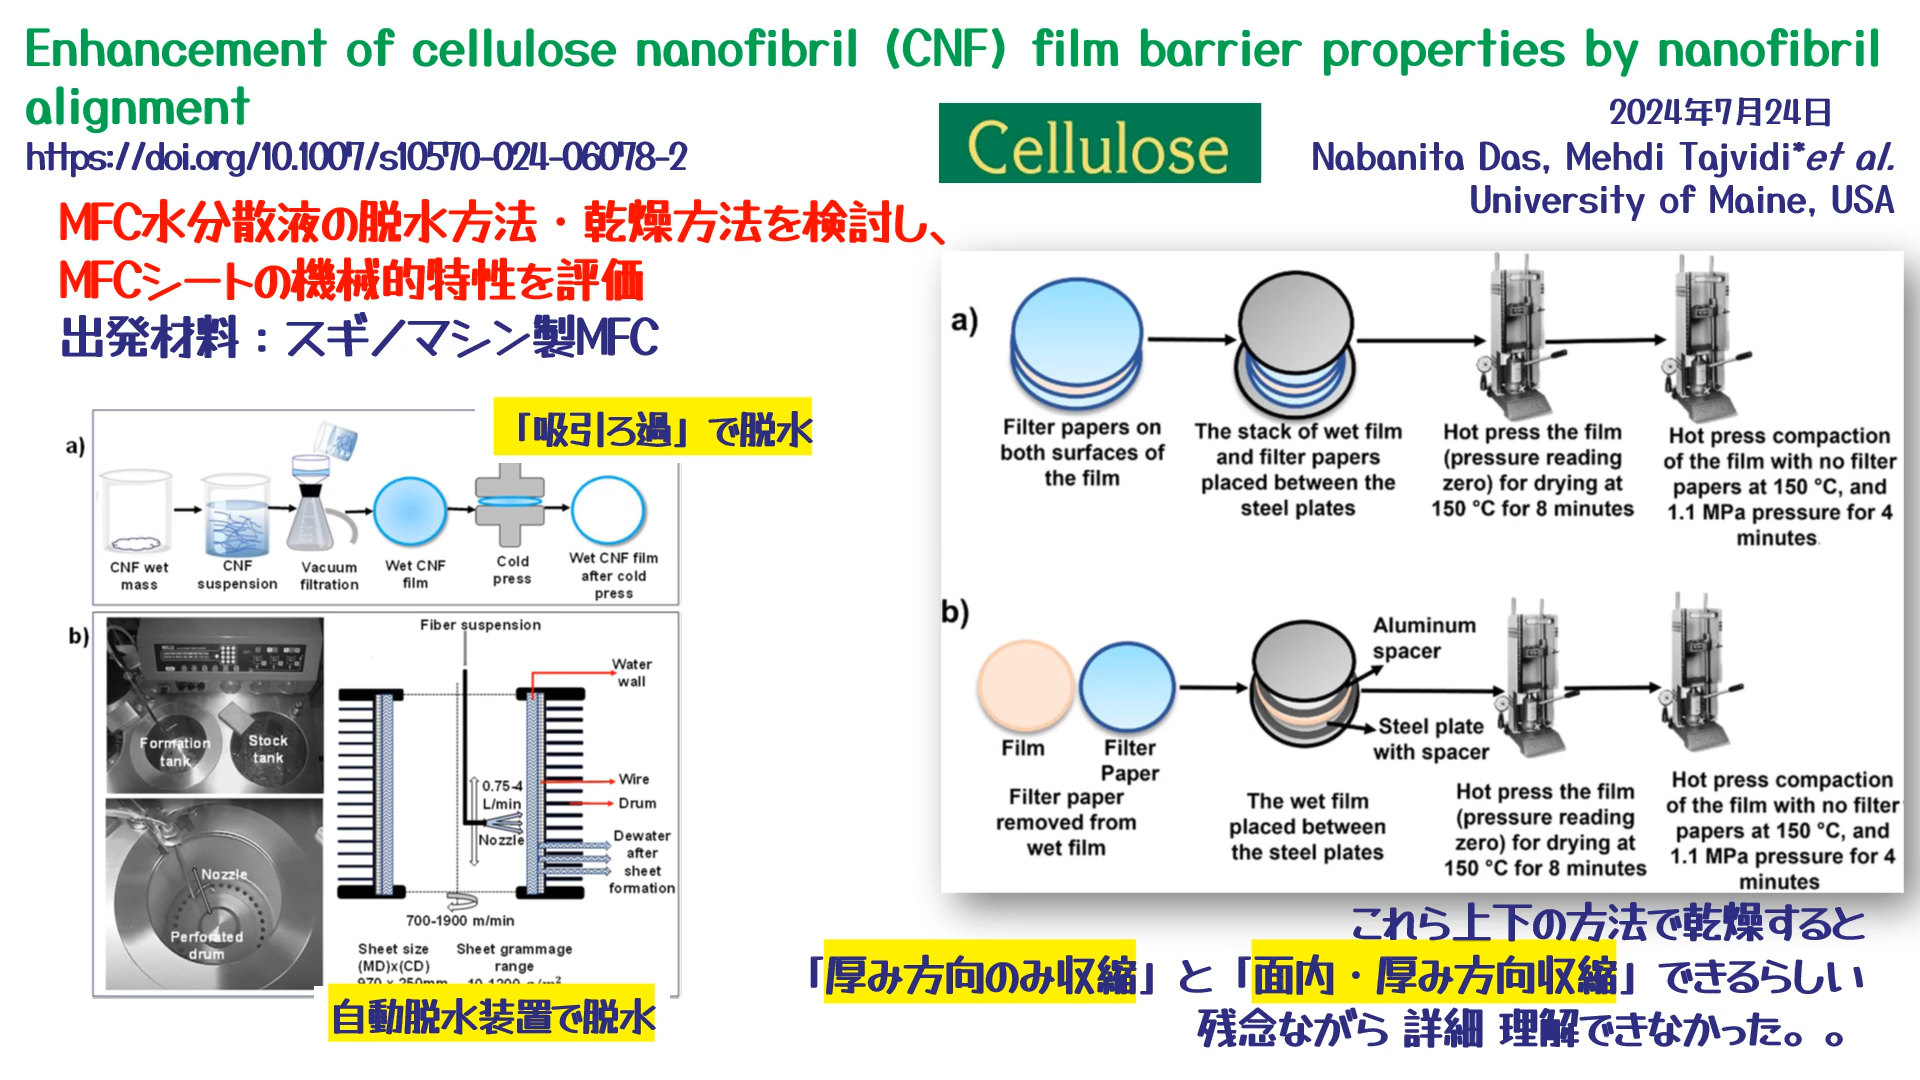 Enhancement of cellulose nanofibril (CNF) film barrier properties by nanofibril
alignment
2024年7月24日
https://doi.org/10.1007/s10570-024-06078-2
Cellulose
Nabanita Das, Mehdi Tajvidi*et al.
University of Maine, USA
MFC水分散液の脱水方法・乾燥方法を検討し、
MFCシートの機械的特性を評価
出発材料：スギノマシン製MFC
「吸引ろ過」で脱水
a)
CNF wet
mass
CNF
suspension
Vacuum
filtration
Wet CNF
film
Cold
press
Wet CNF film
after cold
press
b)
Formation
tank
Stock
tank
Nozzle
Perforated
drum
Fiber suspension
Water
wall
0.75-4
L/min
Nozzle
Wire
Drum
Dewater
after
sheet
formation
700-1900 m/min
Sheet size
(MD)x(CD)
970 x 250mm
Sheet grammage
range
10-1200 g/m²
自動脱水装置で脱水
a)
Filter papers on
both surfaces of
the film
The stack of wet film
and filter papers
placed between the
steel plates
Hot press the film
(pressure reading
zero) for drying at
150 °C for 8 minutes
Hot press compaction
of the film with no filter
papers at 150 °C, and
1.1 MPa pressure for 4
minutes
b)
Film
Filter
Paper
Filter paper
removed from
wet film
Aluminum
spacer
Steel plate
with spacer
The wet film
placed between
the steel plates
Hot press the film
(pressure reading
zero) for drying at
150 °C for 8 minutes
Hot press compaction
of the film with no filter
papers at 150 °C, and
1.1 MPa pressure for 4
minutes
これら上下の方法で乾燥すると
「厚み方向のみ収縮」と「面内・厚み方向収縮」できるらしい
残念ながら 詳細 理解できなかった。。